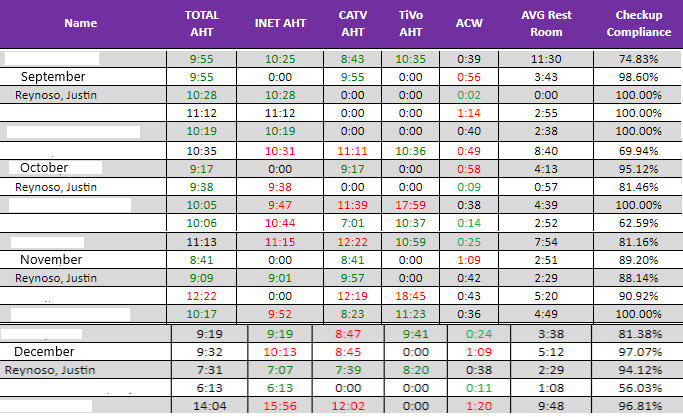 Name TOTAL AHT INET AHT CATV AHT TiVo AHT ACW AVG Rest Room Checkup Compliance
9:55 10:25 8:43 10:35 0:39 11:30 74.83%
September 9:55 0:00 9:55 0:00 0:56 3:43 98.60%
Reynoso, Justin 10:28 10:28 0:00 0:00 0:02 0:00 100.00%
11:12 11:12 0:00 0:00 1:14 2:55 100.00%
10:19 10:19 0:00 0:00 0:40 2:38 100.00%
10:35 10:31 11:11 10:36 0:49 8:40 69.94%
October 9:17 0:00 9:17 0:00 0:58 4:13 95.12%
Reynoso, Justin 9:38 9:38 0:00 0:00 0:09 0:57 81.46%
10:05 9:47 11:39 17:59 0:38 4:39 100.00%
10:06 10:44 7:01 10:37 0:14 2:52 62.59%
11:13 11:15 12:22 10:59 0:25 7:54 81.16%
November 8:41 0:00 8:41 0:00 1:09 2:51 89.20%
Reynoso, Justin 9:09 9:01 9:57 0:00 0:42 2:29 88.14%
12:22 0:00 12:19 18:45 0:43 5:20 90.92%
10:17 9:52 8:23 11:23 0:36 4:49 100.00%
9:19 9:19 8:47 9:41 0:24 3:38 81.38%
December 9:32 10:13 8:45 0:00 1:09 5:12 97.07%
Reynoso, Justin 7:31 7:07 7:39 8:20 0:38 2:29 94.12%
6:13 6:13 0:00 0:00 0:11 1:08 56.03%
14:04 15:56 12:02 0:00 1:20 9:48 96.81%